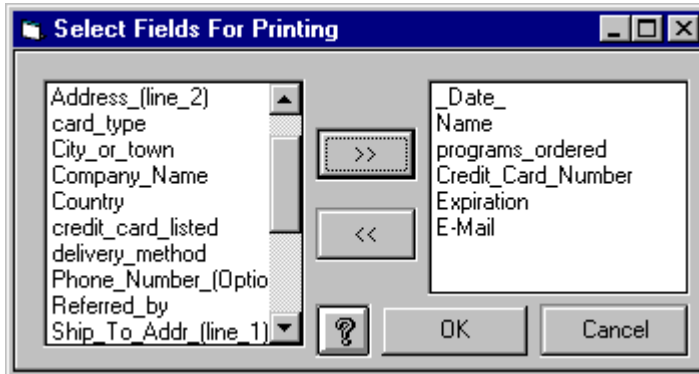 Select Fields For Printing
Address_(line_2)
card_type
City_or_town
Company_Name
Country
credit_card_listed
delivery_method
Phone_Number_(Optio
Referred_by
Ship_To_Addr_(line_1)
>>
<<
_Date_
Name
programs_ordered
Credit_Card_Number
Expiration
E-Mail
?
OK
Cancel